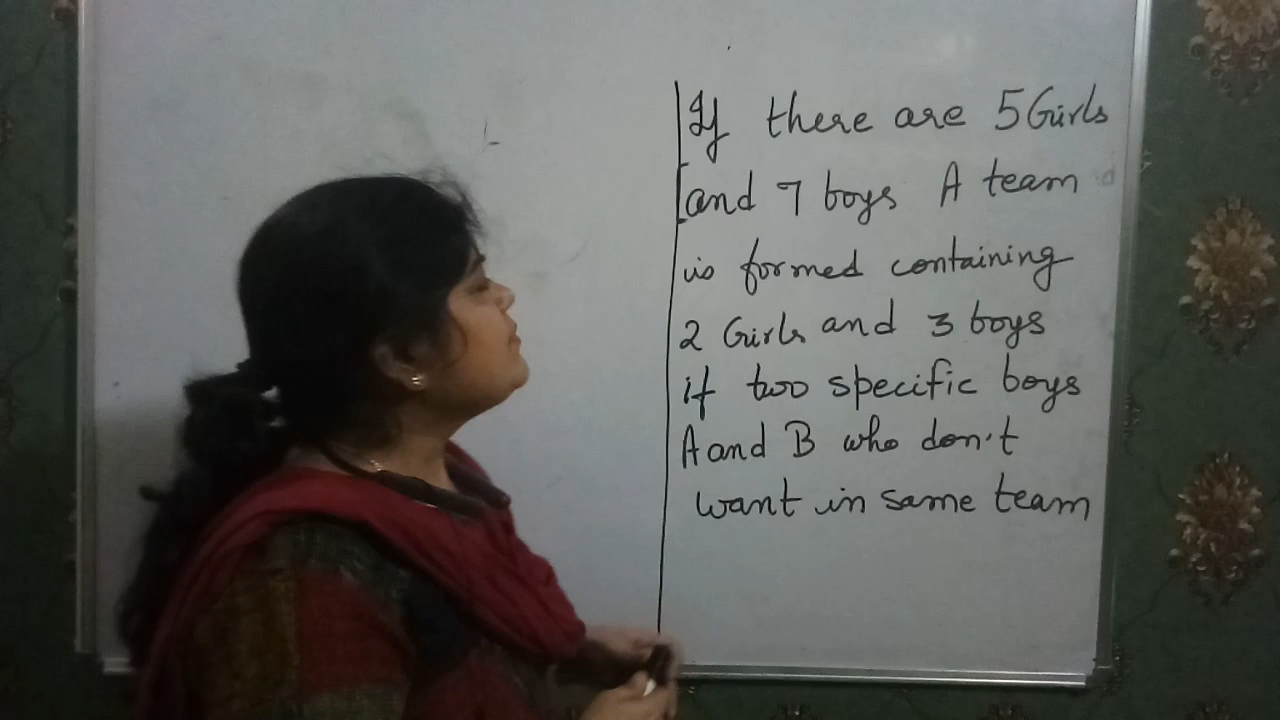 If there are 5 Girls
and 7 boys A team
is formed containing
2 Girls and 3 boys
if two specific boys
A and B who don't
want in same team